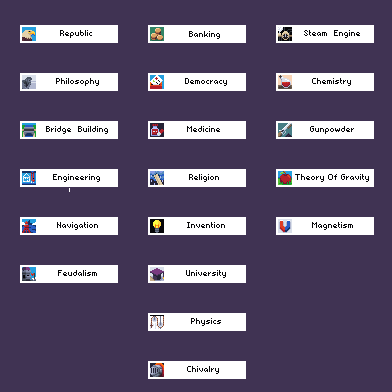 Republic
Banking
Steam Engine
Philosophy
Democracy
Chemistry
Bridge Building
Medicine
Gunpowder
Engineering
Religion
Theory Of Gravity
Navigation
Invention
Magnetism
Feudalism
University
Physics
Chivalry